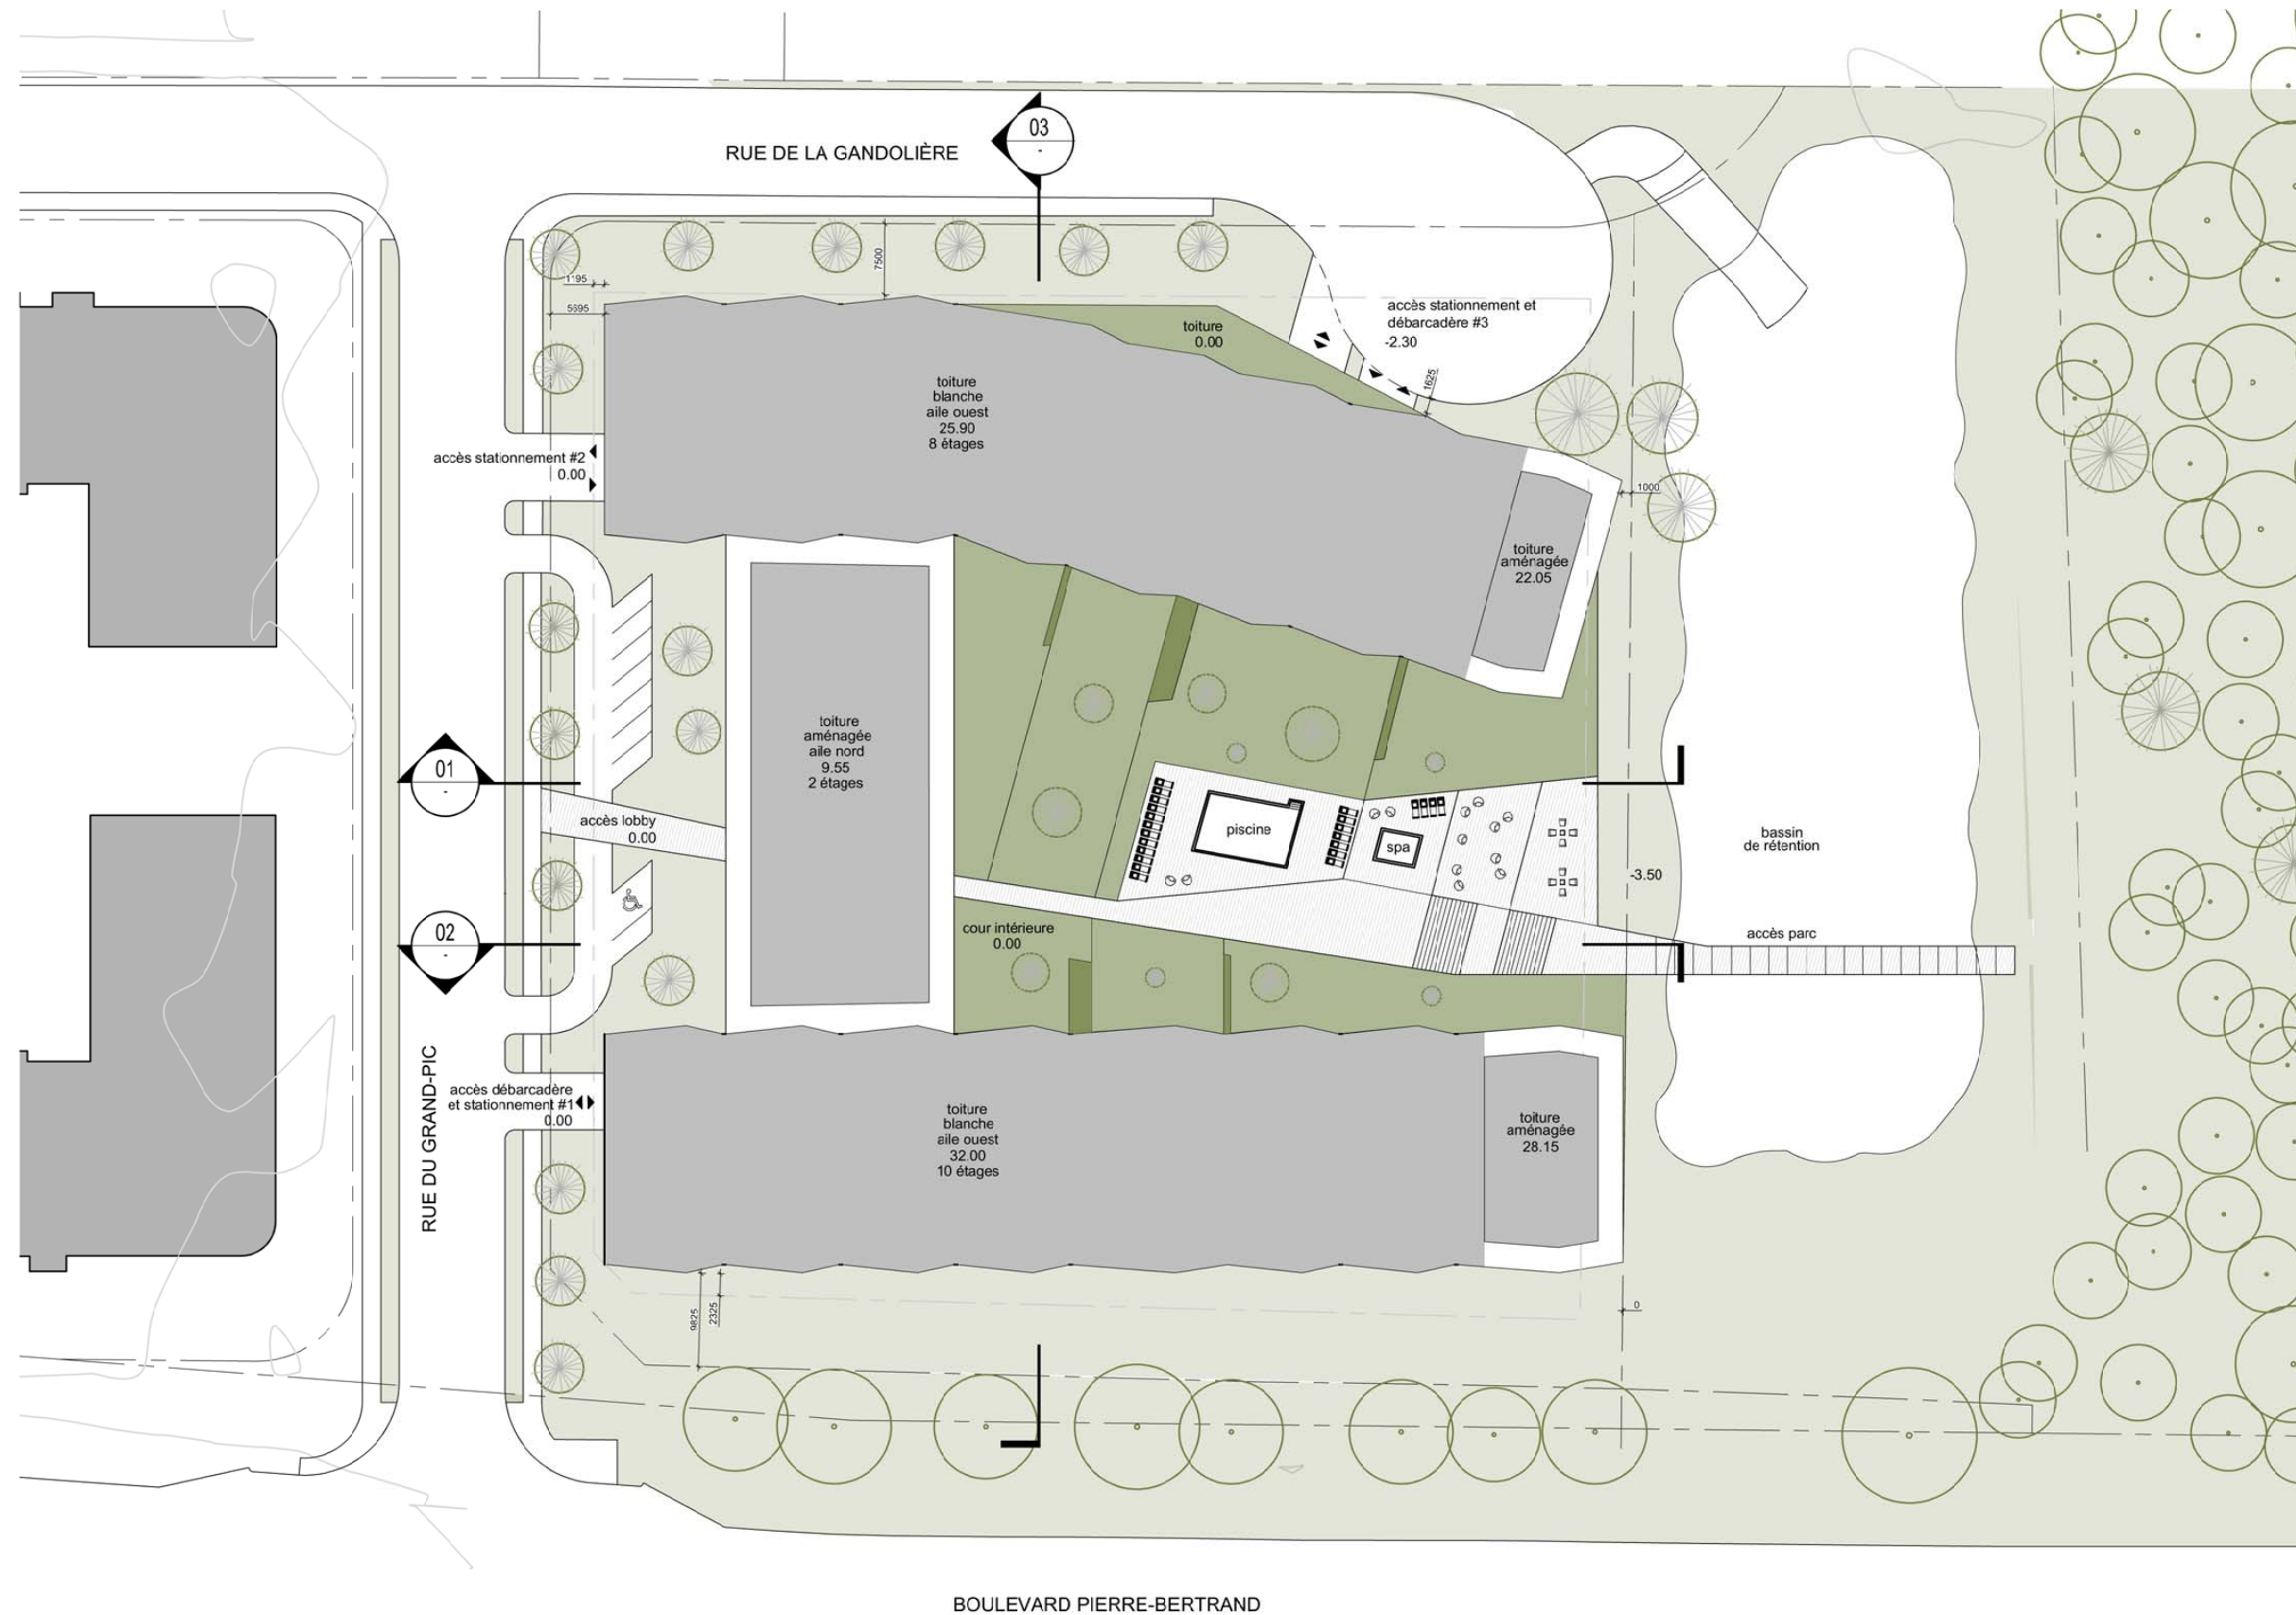 03
-
RUE DE LA GANDOLIÈRE
7500
1195
5695
accès stationnement et
débarcadère #3
-2.30
toiture
0.00
1625
toiture
blanche
aile ouest
25.90
8 étages
accès stationnement #2
0.00
1000
toiture
aménagée
22.05
toiture
aménagée
aile nord
9.55
2 étages
01
-
accès lobby
0.00
piscine
spa
bassin
de rétention
-3.50
02
-
cour intérieure
0.00
accès parc
RUE DU GRAND-PIC
accès débarcadère
et stationnement #1
0.00
toiture
blanche
aile ouest
32.00
10 étages
toiture
aménagée
28.15
9825
2325
0
BOULEVARD PIERRE-BERTRAND